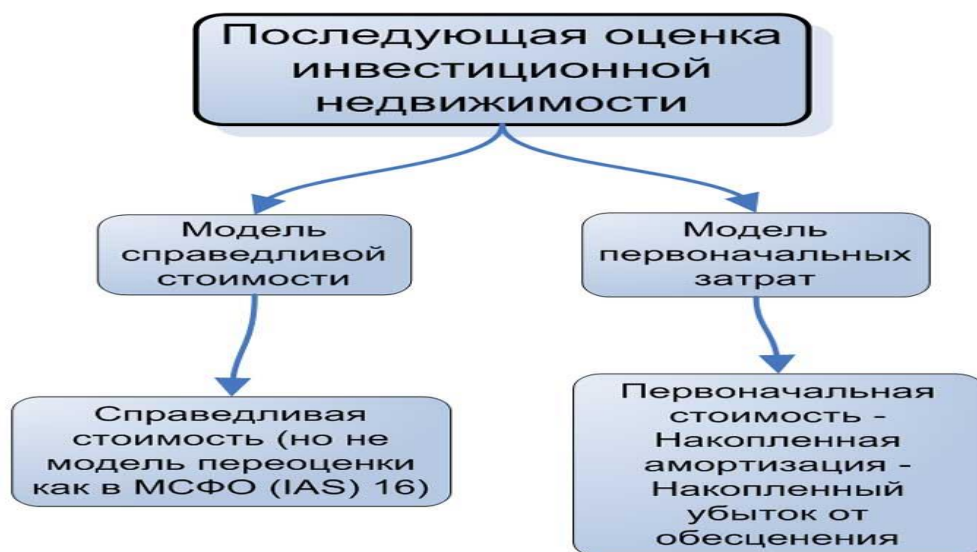 Последующая оценка
инвестиционной
недвижимости
Модель
справедливой
стоимости
Модель
первоначальных
затрат
Справедливая
стоимость (но не
модель переоценки
как в МСФО (IAS) 16)
Первоначальная
стоимость -
Накопленная
амортизация -
Накопленный
убыток от
обесценения